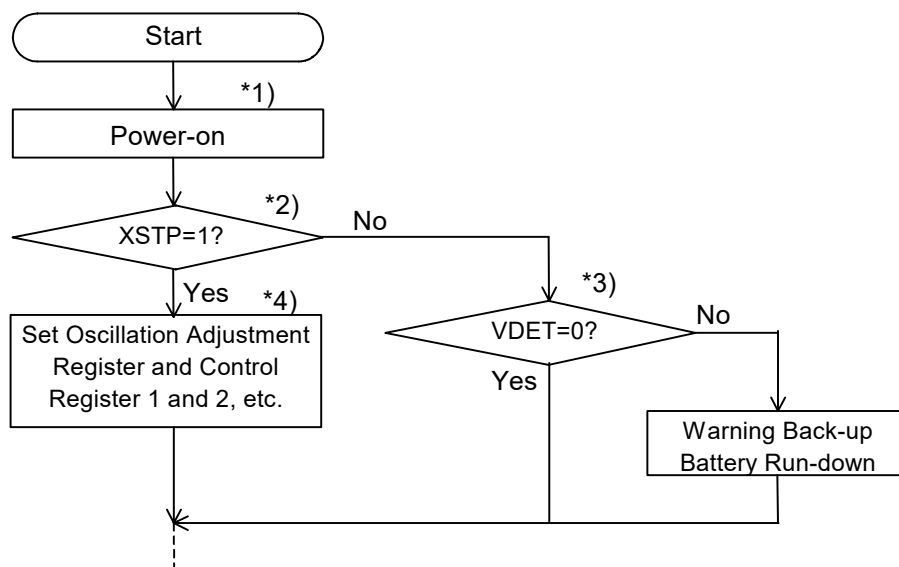 Start
*1)
Power-on
*2)
XSTP=1?
No
Yes
*4)
Set Oscillation Adjustment
Register and Control
Register 1 and 2, etc.
*3)
VDET=0?
No
Yes
Warning Back-up
Battery Run-down